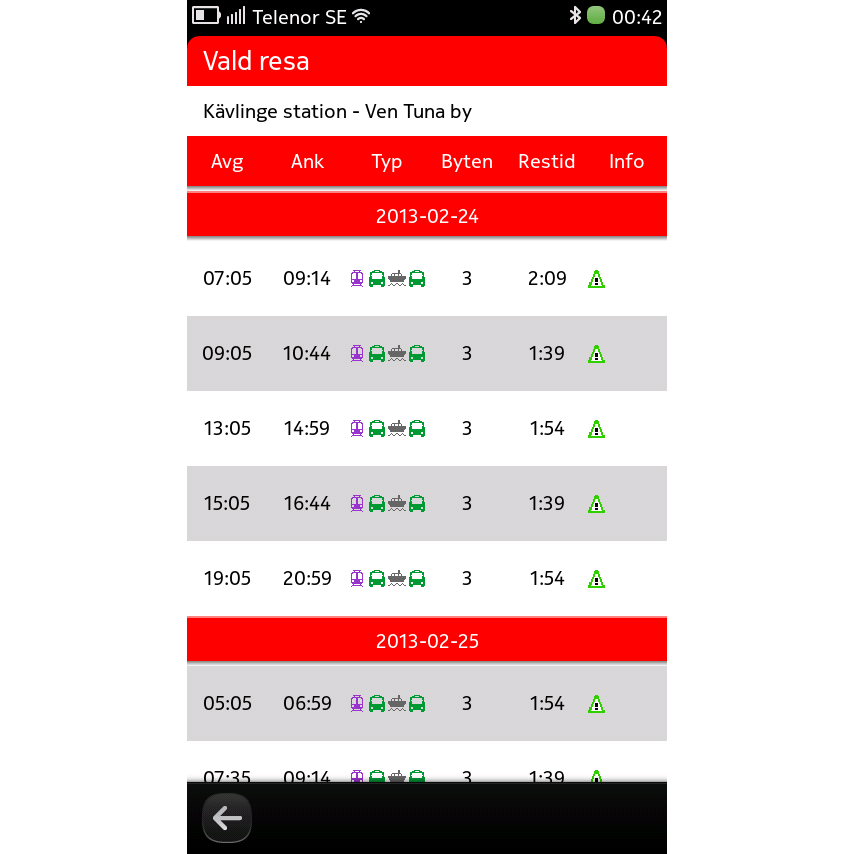 Telenor SE 00:42
Vald resa
Kävlinge station - Ven Tuna by
Avg Ank Typ Byten Restid Info
2013-02-24
07:05 09:14 3 2:09
09:05 10:44 3 1:39
13:05 14:59 3 1:54
15:05 16:44 3 1:39
19:05 20:59 3 1:54
2013-02-25
05:05 06:59 3 1:54
07:35 09:14 3 1:39